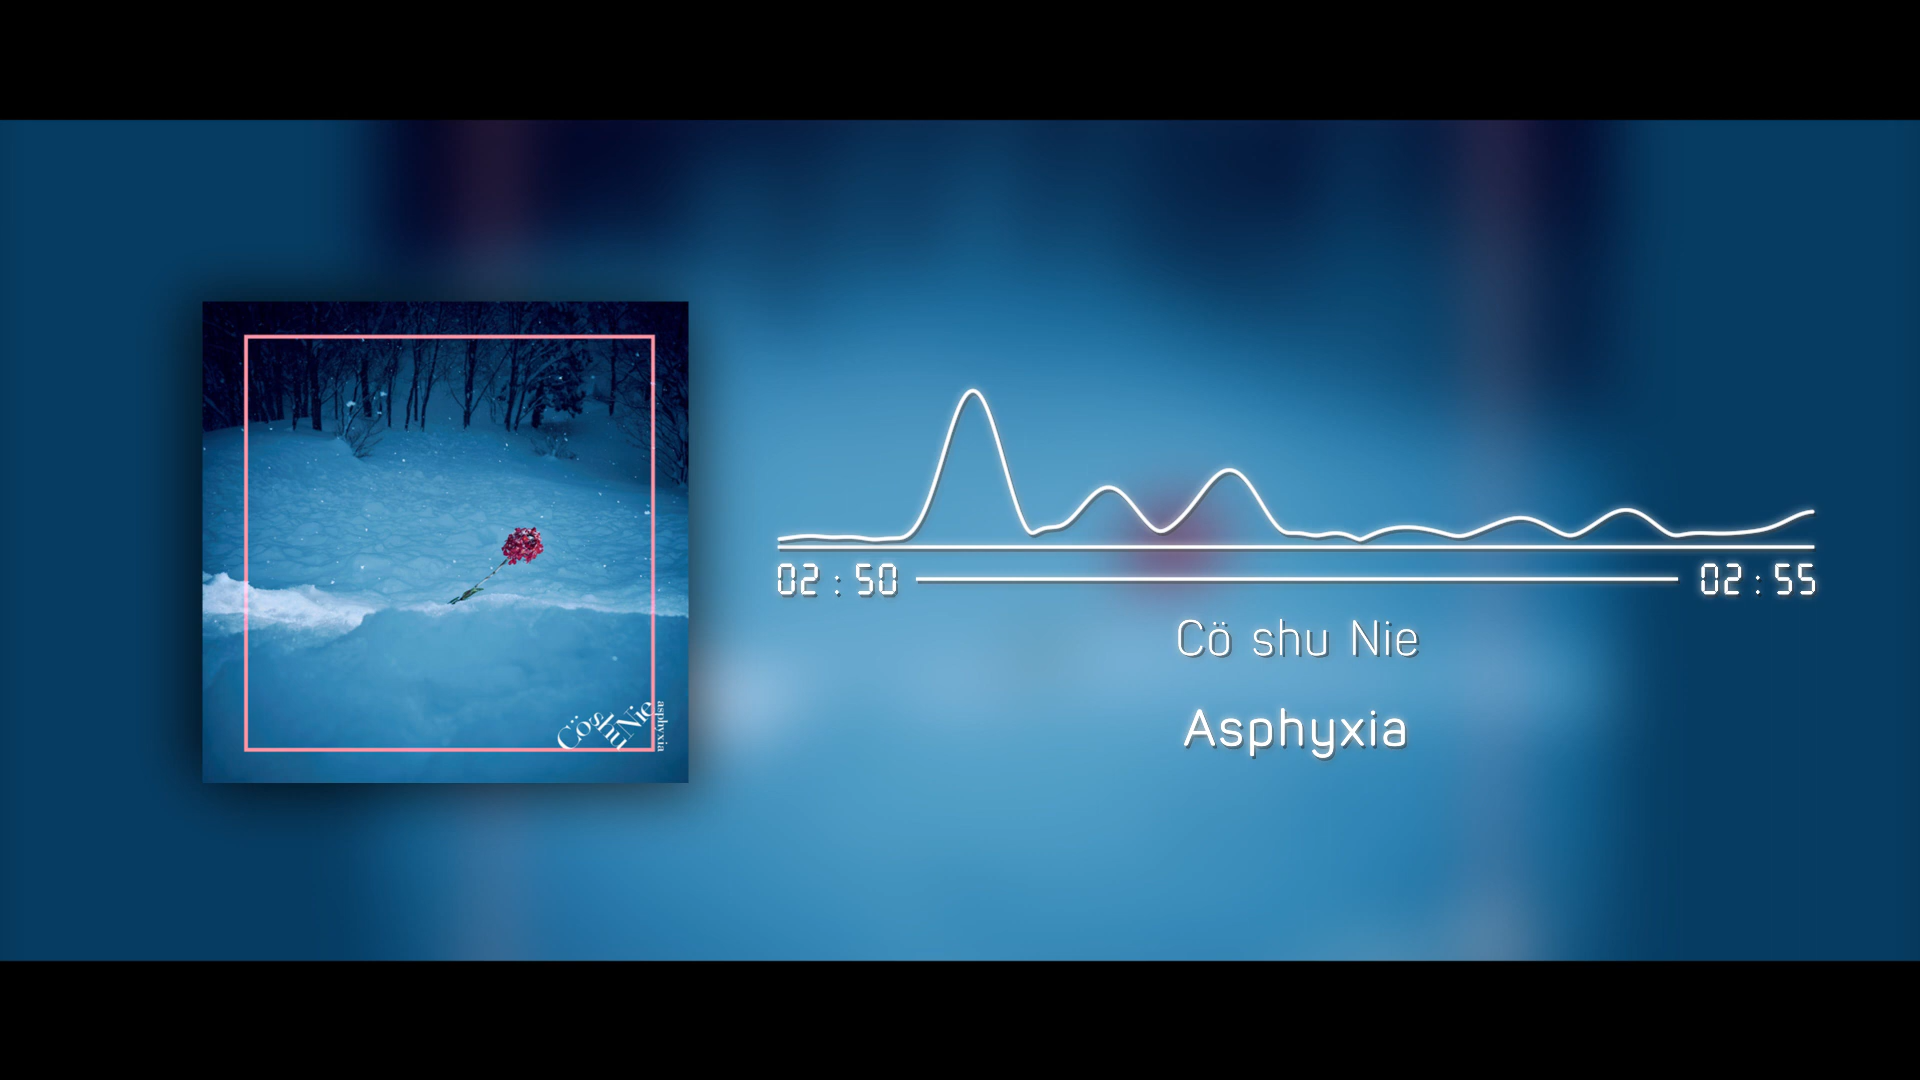 Cö shu Nie
asphyxia
02 : 50
02 : 55
Cö shu Nie
Asphyxia